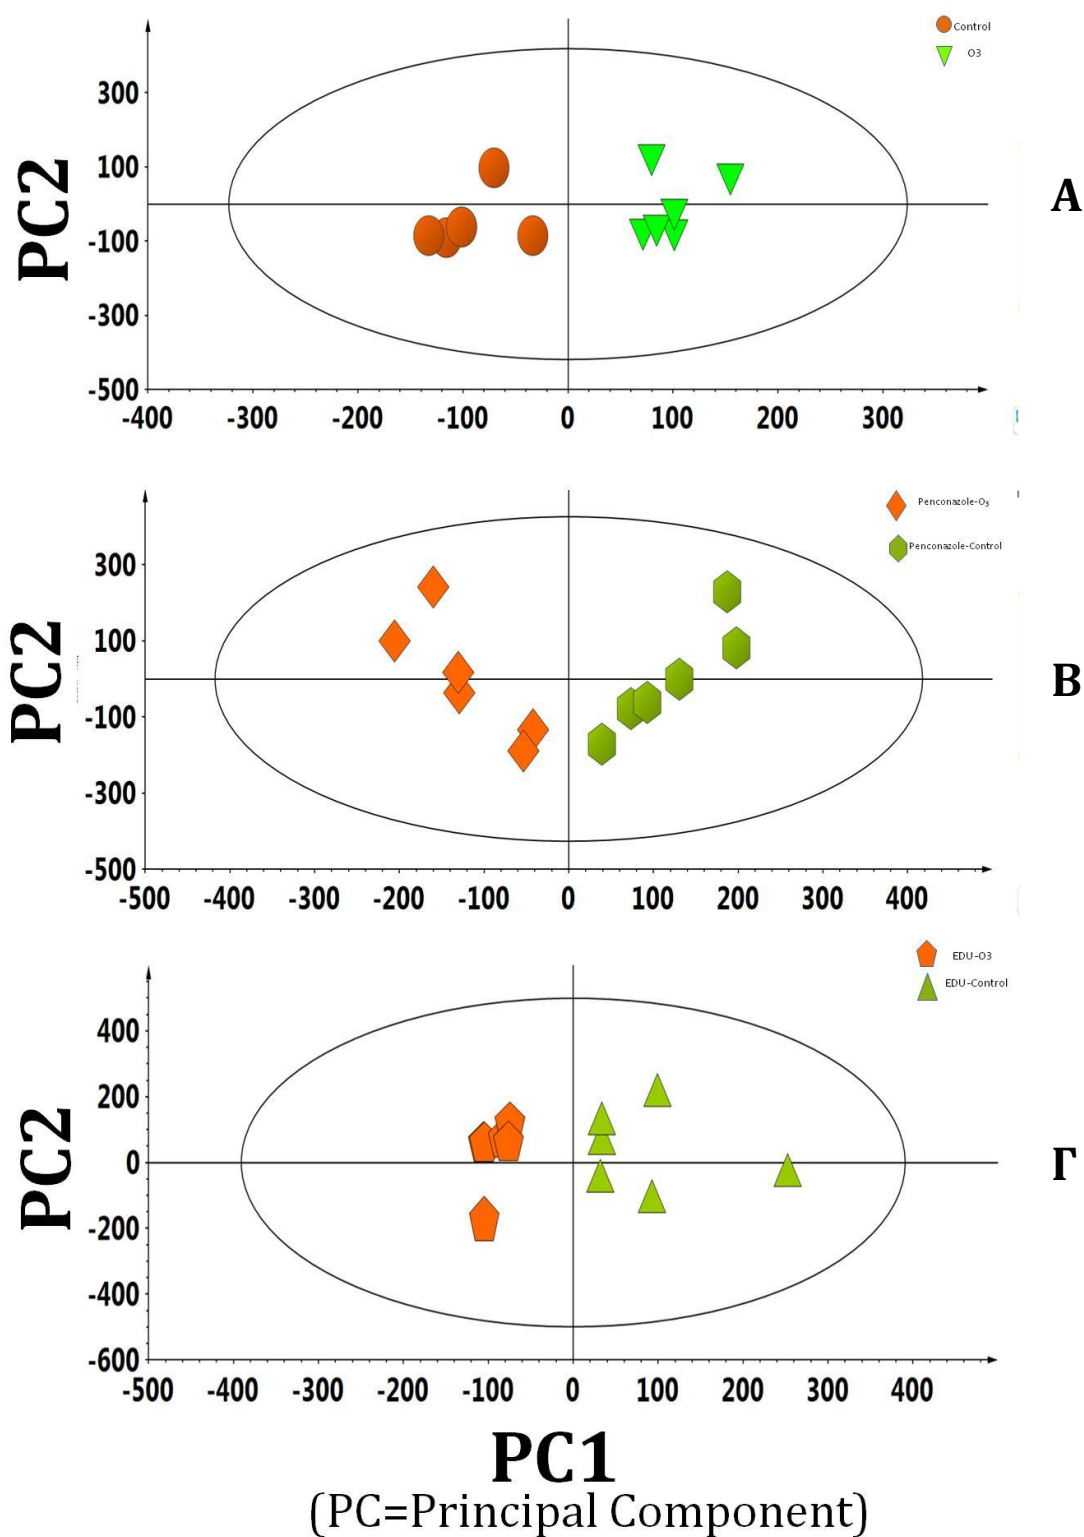 Control
O3
PC2
300
100
-100
-300
-500
-400 -300 -200 -100 0 100 200 300
A
Penconazole-O₃
Penconazole-Control
PC2
300
100
-100
-300
-500
-500 -400 -300 -200 -100 0 100 200 300 400
B
EDU-O3
EDU-Control
PC2
400
200
0
-200
-400
-600
-500 -400 -300 -200 -100 0 100 200 300 400
Γ
PC1
(PC=Principal Component)